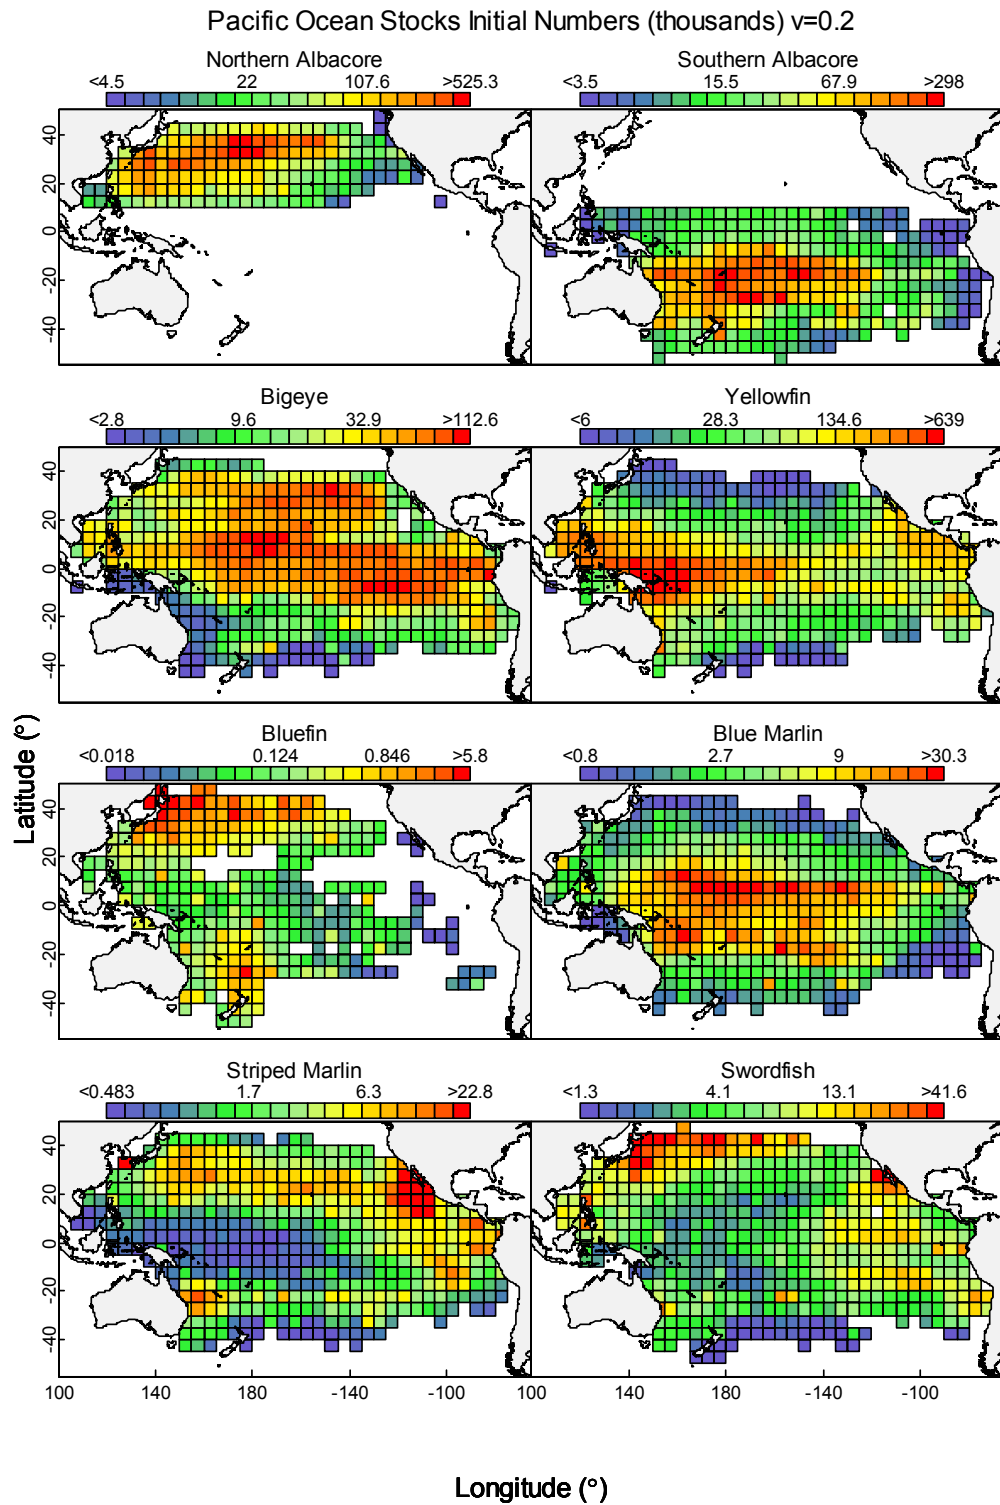 Pacific Ocean Stocks Initial Numbers (thousands) v=0.2
Northern Albacore
<4.5 22 107.6 >525.3
Southern Albacore
<3.5 15.5 67.9 >298
40
20
0
-20
-40
Bigeye
<2.8 9.6 32.9 >112.6
Yellowfin
<6 28.3 134.6 >639
40
20
0
-20
-40
Bluefin
<0.018 0.124 0.846 >5.8
Blue Marlin
<0.8 2.7 9 >30.3
40
20
0
-20
-40
Striped Marlin
<0.483 1.7 6.3 >22.8
Swordfish
<1.3 4.1 13.1 >41.6
40
20
0
-20
-40
100 140 180 -140 -100 100 140 180 -140 -100
Latitude (°)
Longitude (°)